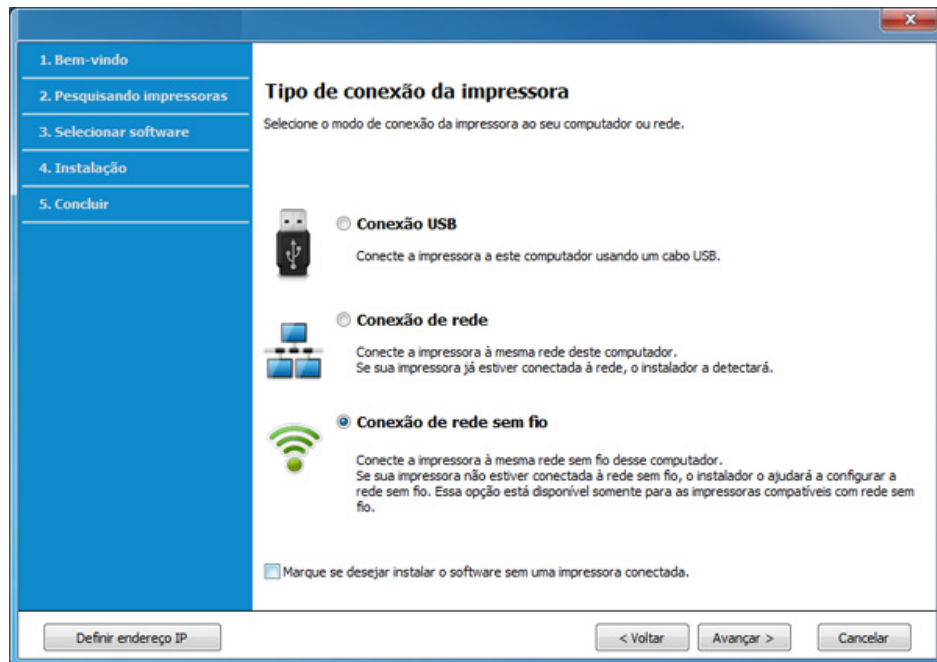 1. Bem-vindo
2. Pesquisando impressoras
3. Selecionar software
4. Instalação
5. Concluir
Tipo de conexão da impressora
Selecione o modo de conexão da impressora ao seu computador ou rede.
Conexão USB
Conecte a impressora a este computador usando um cabo USB.
Conexão de rede
Conecte a impressora à mesma rede deste computador.
Se sua impressora já estiver conectada à rede, o instalador a detectará.
Conexão de rede sem fio
Conecte a impressora à mesma rede sem fio desse computador.
Se sua impressora não estiver conectada à rede sem fio, o instalador o ajudará a configurar a
rede sem fio. Essa opção está disponível somente para as impressoras compatíveis com rede sem
fio.
Marque se desejar instalar o software sem uma impressora conectada.
Definir endereço IP
< Voltar
Avançar >
Cancelar